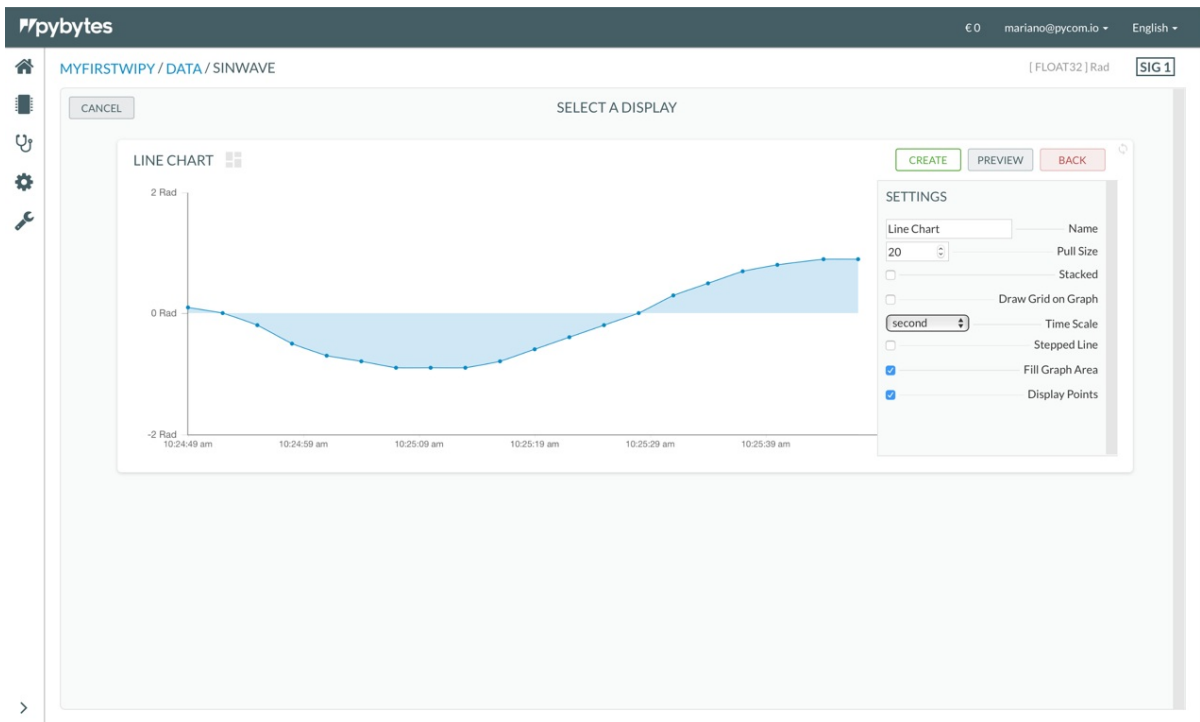 pybytes
€ 0 mariano@pycom.io English
MYFIRSTWIPY / DATA / SINWAVE
[ FLOAT32 ] Rad SIG 1
CANCEL
SELECT A DISPLAY
LINE CHART
CREATE PREVIEW BACK
2 Rad
0 Rad
-2 Rad
10:24:49 am 10:24:59 am 10:25:09 am 10:25:19 am 10:25:29 am 10:25:39 am
SETTINGS
Line Chart Name
20 Pull Size
Stacked
Draw Grid on Graph
second Time Scale
Stepped Line
Fill Graph Area
Display Points